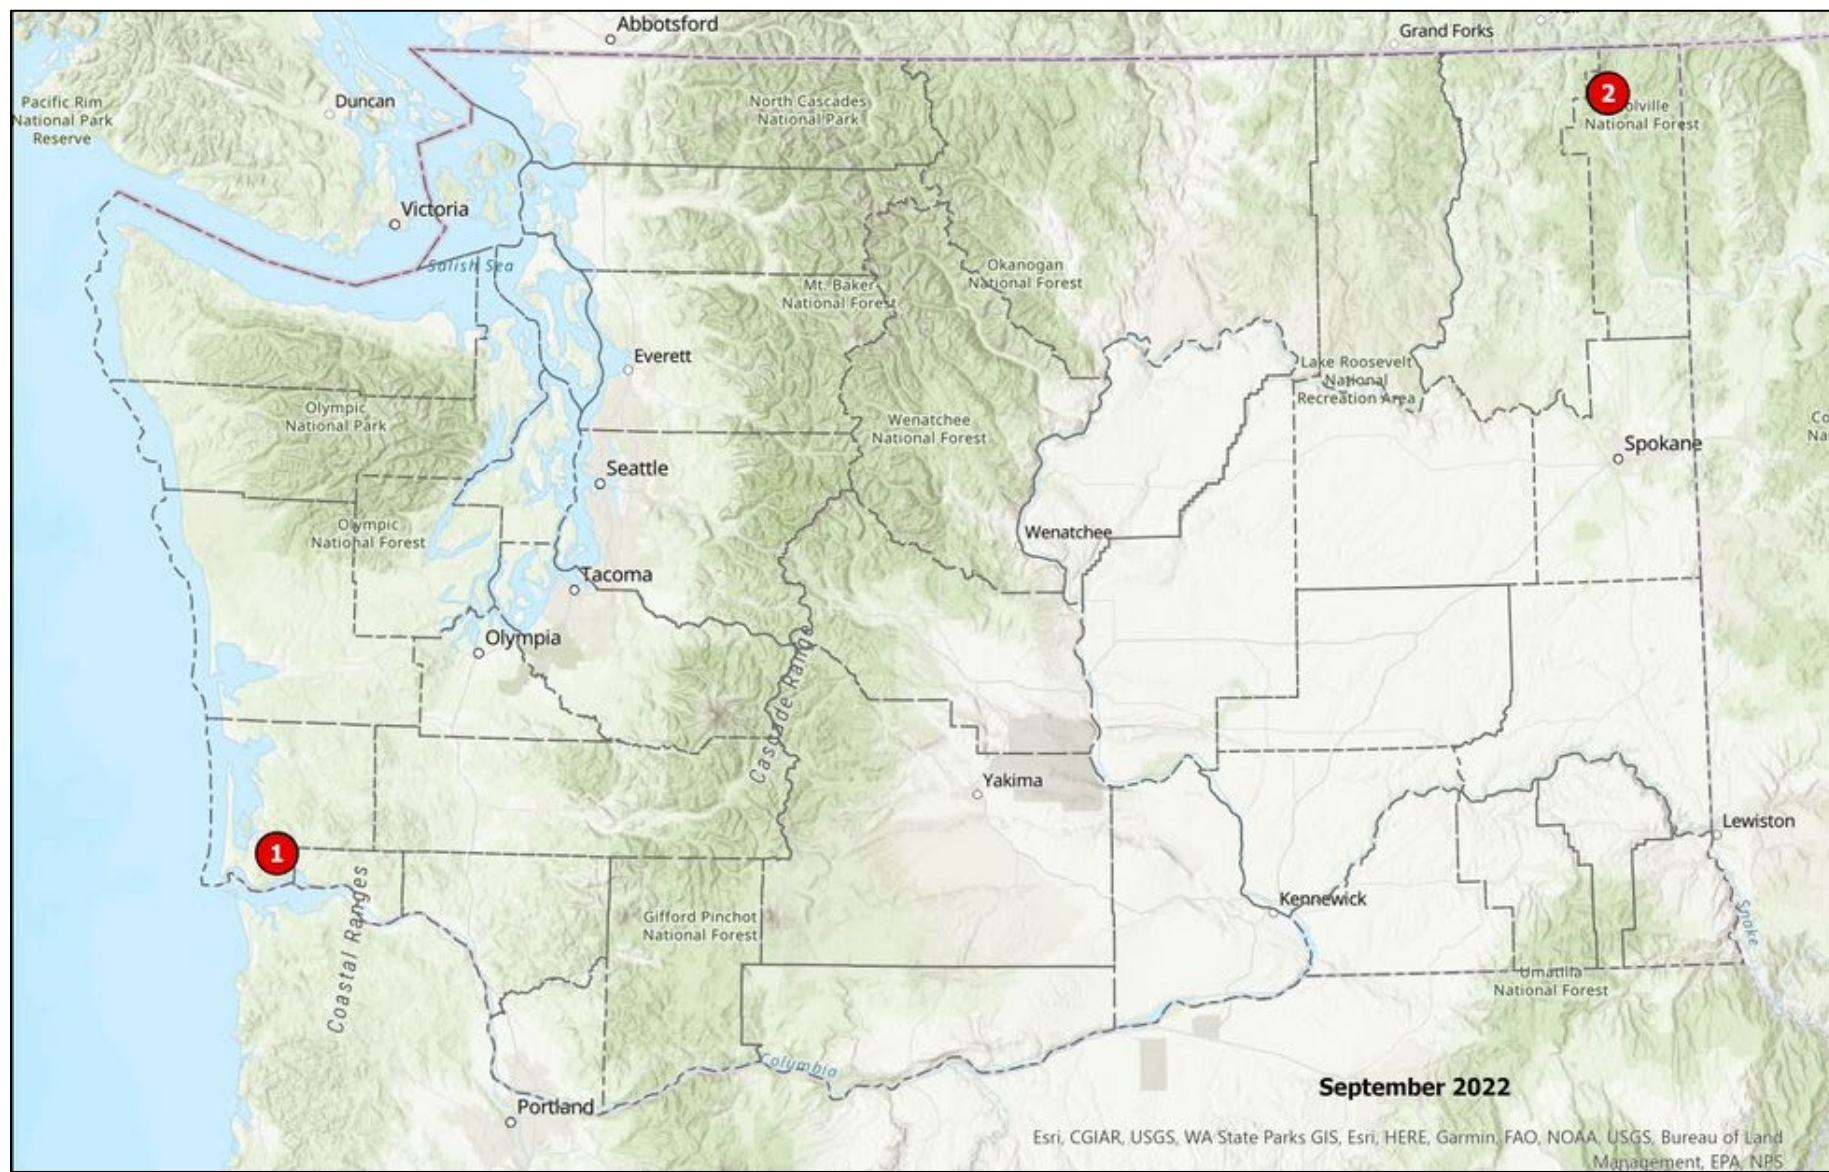 Abbotsford
Grand Forks
Pacific Rim
National Park
Reserve
Duncan
North Cascades
National Park
2
olville
National Forest
Victoria
Salish Sea
Mt. Baker
National Forest
Okanogan
National Forest
Everett
Lake Roosevelt
National
Recreation Area
Olympic
National Park
Wenatchee
National Forest
Co
Na
Spokane
Seattle
Olympic
National Forest
Wenatchee
Tacoma
Olympia
Cascade Range
Yakima
Lewiston
1
Coastal Ranges
Gifford Pinchot
National Forest
Kennewick
Snake
Umatilla
National Forest
Columbia
Portland
September 2022
Esri, CGIAR, USGS, WA State Parks GIS, Esri, HERE, Garmin, FAO, NOAA, USGS, Bureau of Land
Management, EPA, NPS